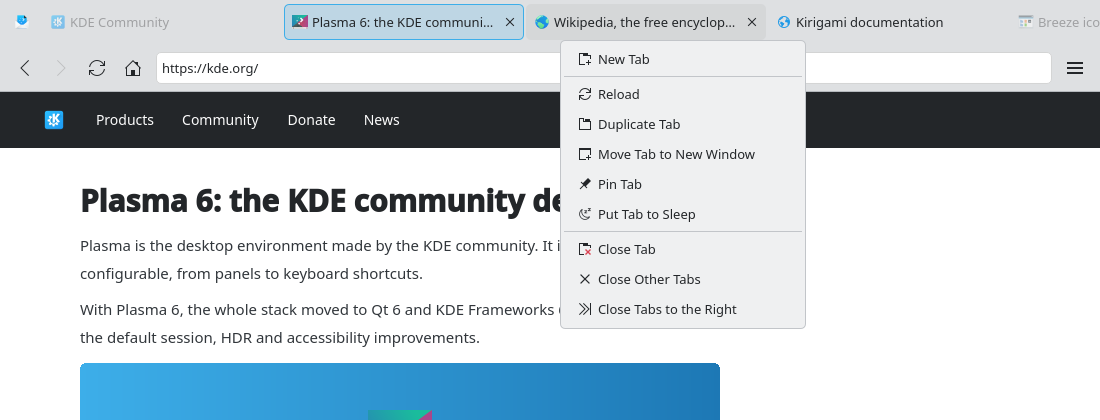 KDE Community
Plasma 6: the KDE communi...
Wikipedia, the free encyclop...
Kirigami documentation
Breeze ico
https://kde.org/
Products Community Donate News
New Tab
Reload
Duplicate Tab
Move Tab to New Window
Pin Tab
Put Tab to Sleep
Close Tab
Close Other Tabs
Close Tabs to the Right
Plasma 6: the KDE community
Plasma is the desktop environment made by the KDE community. It
configurable, from panels to keyboard shortcuts.
With Plasma 6, the whole stack moved to Qt 6 and KDE Frameworks
the default session, HDR and accessibility improvements.